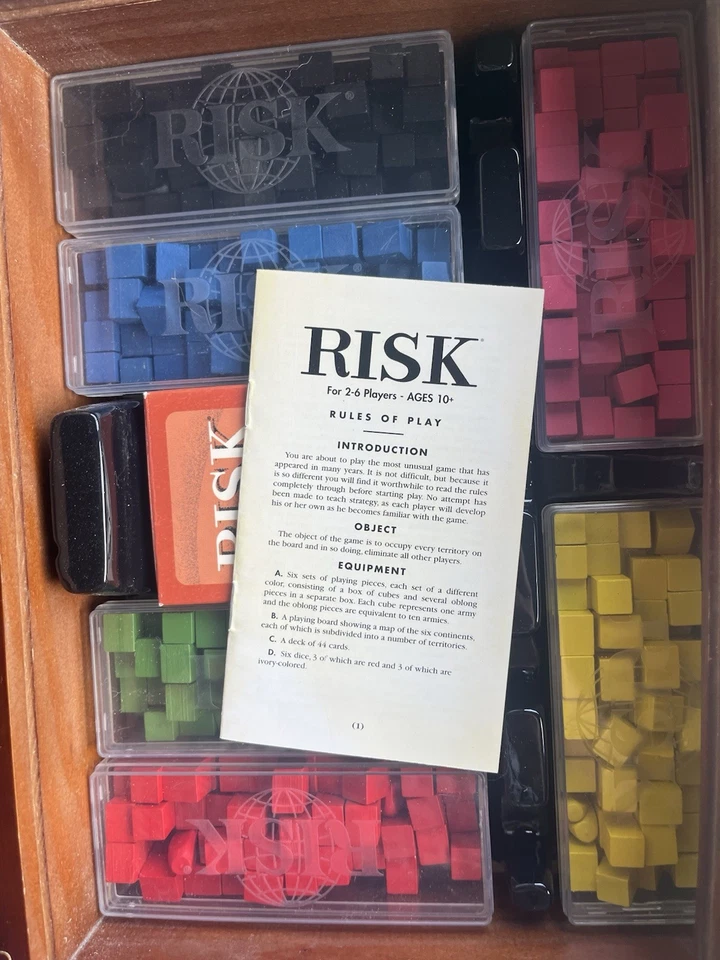 RISK®
RISK
RISK
RISK
RISK®
For 2-6 Players - AGES 10+
RULES OF PLAY
INTRODUCTION
You are about to play the most unusual game that has
appeared in many years. It is not difficult, but because it
is so different you will find it worthwhile to read the rules
completely through before starting play. No attempt has
been made to teach strategy, as each player will develop
his or her own as he becomes familiar with the game.
OBJECT
The object of the game is to occupy every territory on
the board and in so doing, eliminate all other players.
EQUIPMENT
A. Six sets of playing pieces, each set of a different
color, consisting of a box of cubes and several oblong
pieces in a separate box. Each cube represents one army
and the oblong pieces are equivalent to ten armies.
B. A playing board showing a map of the six continents,
each of which is subdivided into a number of territories.
C. A deck of 44 cards.
D. Six dice, 3 of which are red and 3 of which are
ivory-colored.
(1)
RISK